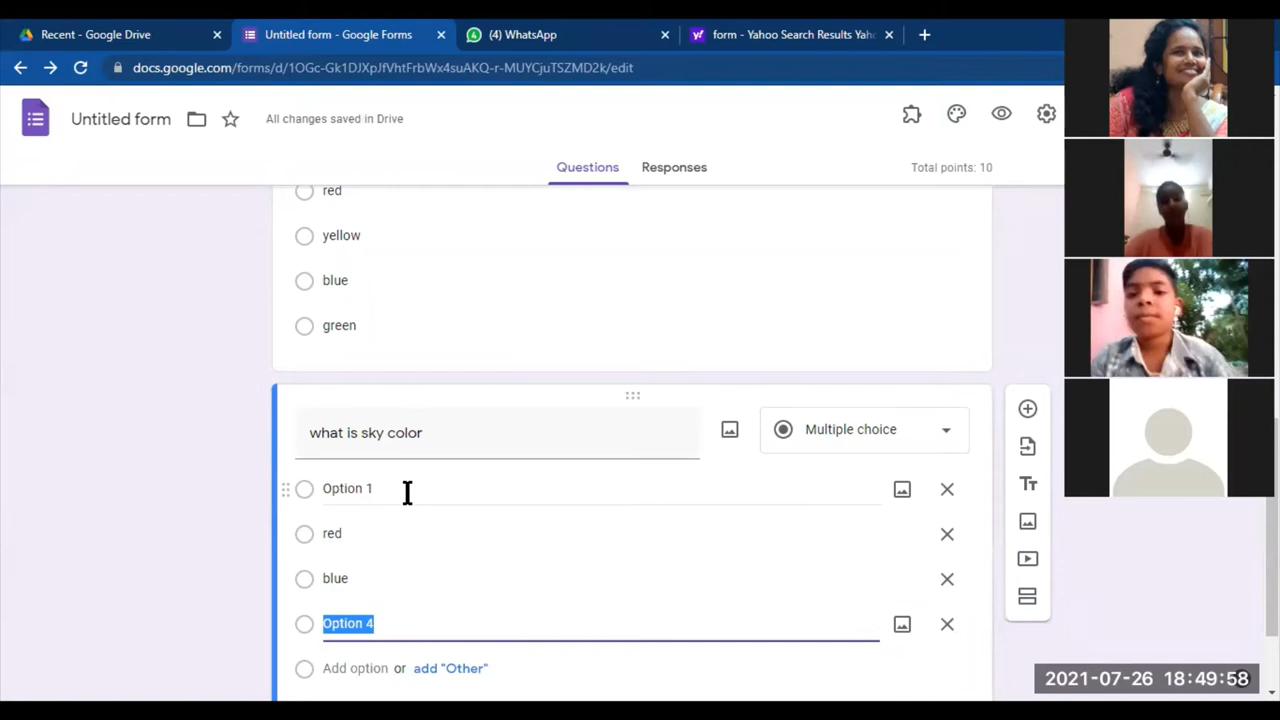 Recent - Google Drive
Untitled form - Google Forms
(4) WhatsApp
form - Yahoo Search Results Yah
docs.google.com/forms/d/1OGc-Gk1DJXpJfVhtFrbWx4suAKQ-r-MUYCjuTSZMD2k/edit
Untitled form
All changes saved in Drive
Questions
Responses
Total points: 10
red
yellow
blue
green
what is sky color
Multiple choice
Option 1
red
blue
Option 4
Add option or add "Other"
2021-07-26 18:49:58